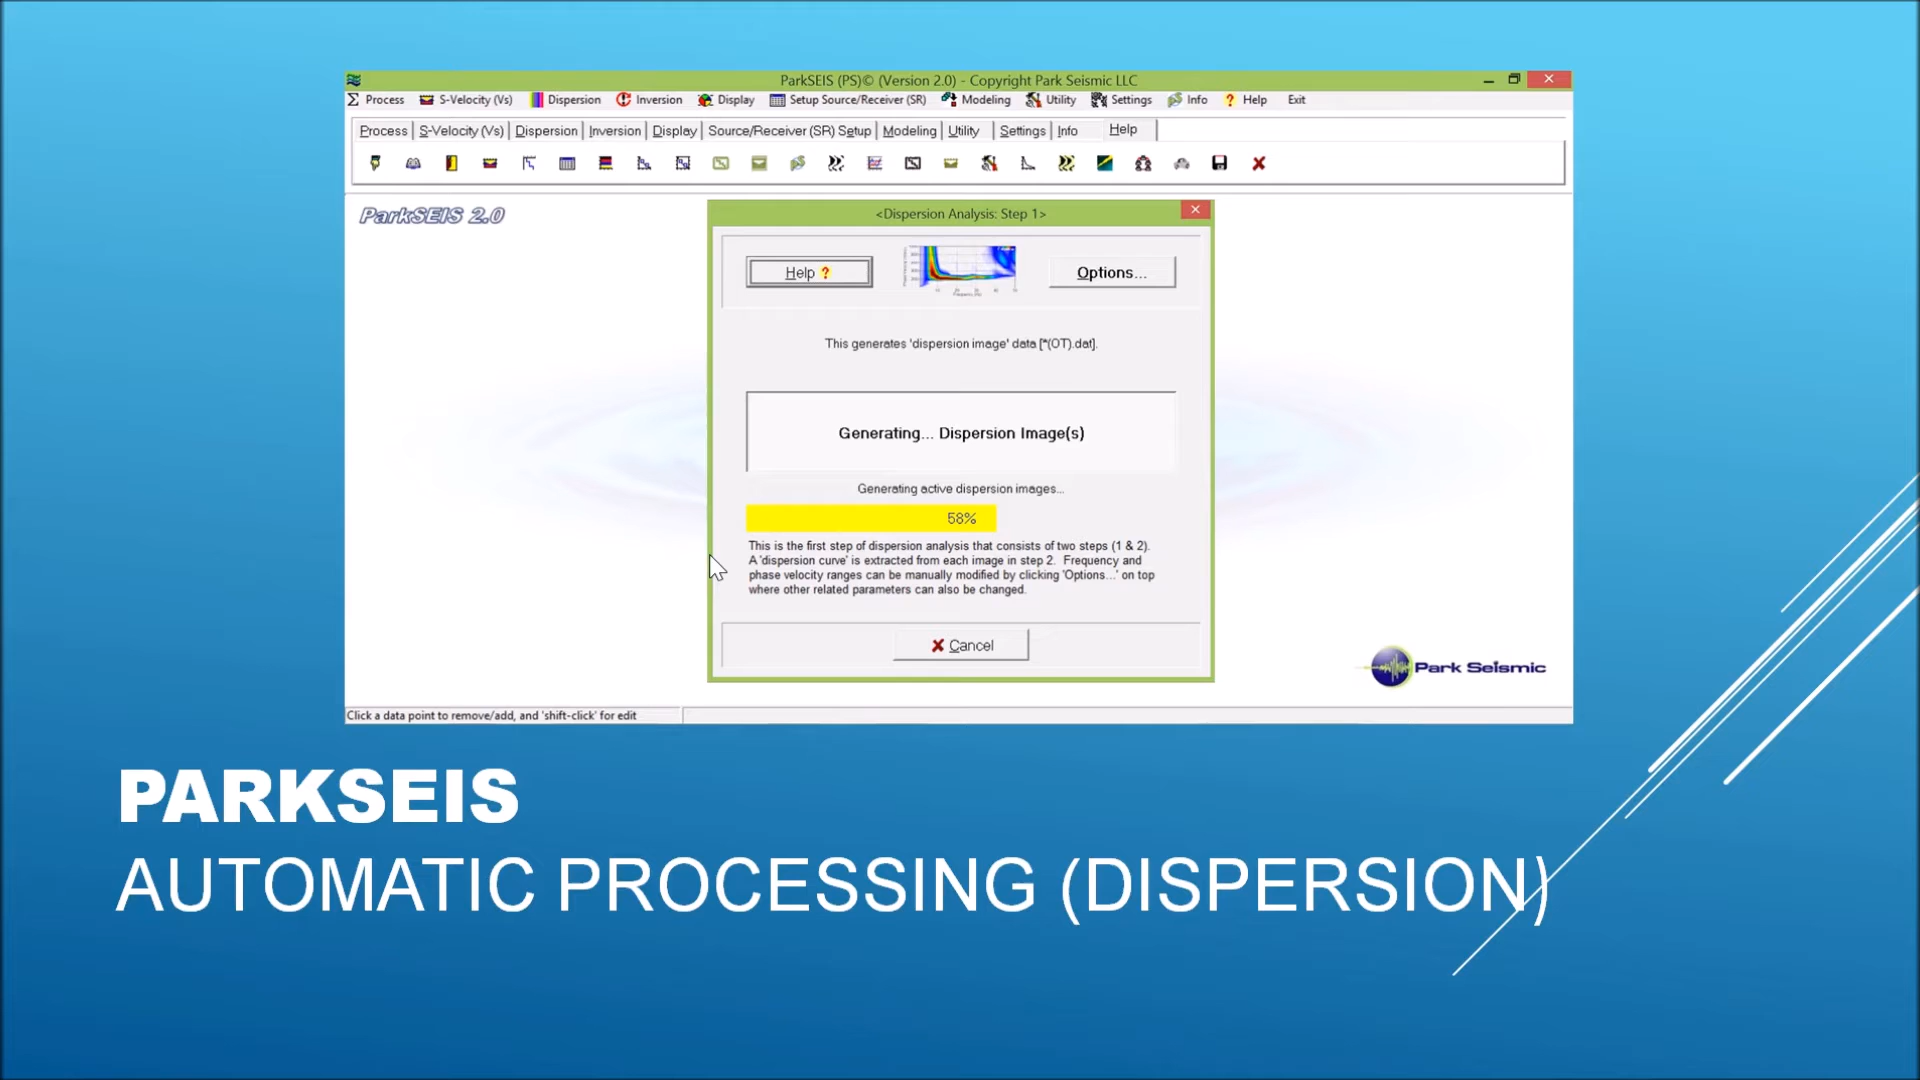 ParkSEIS (PS)© (Version 2.0) - Copyright Park Seismic LLC
Process S-Velocity (Vs) Dispersion Inversion Display Setup Source/Receiver (SR) Modeling Utility Settings Info Help Exit
Process S-Velocity (Vs) Dispersion Inversion Display Source/Receiver (SR) Setup Modeling Utility Settings Info Help
ParkSEIS 2.0
<Dispersion Analysis: Step 1>
Help ?
Options...
This generates 'dispersion image' data [*(OT).dat].
Generating... Dispersion Image(s)
Generating active dispersion images...
58%
This is the first step of dispersion analysis that consists of two steps (1 & 2).
A 'dispersion curve' is extracted from each image in step 2. Frequency and
phase velocity ranges can be manually modified by clicking 'Options...' on top
where other related parameters can also be changed.
Cancel
Park Seismic
Click a data point to remove/add, and 'shift-click' for edit
PARKSEIS
AUTOMATIC PROCESSING (DISPERSION)